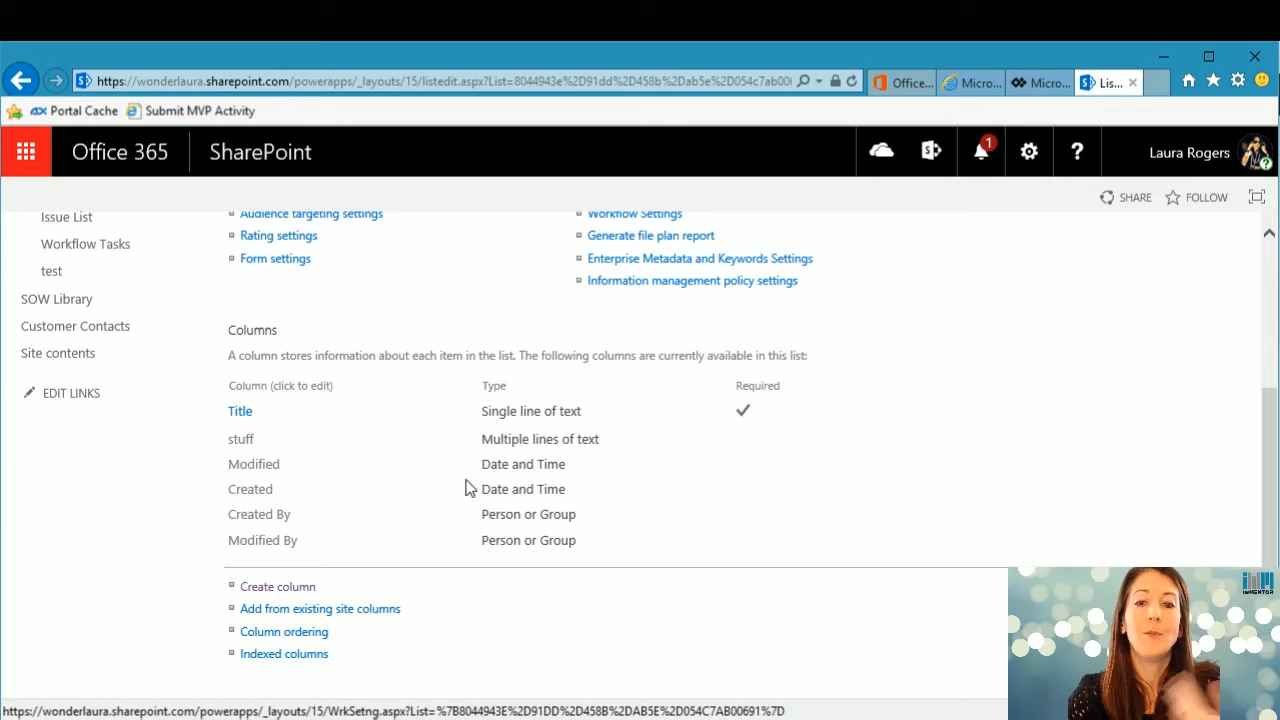 https://wonderlaura.sharepoint.com/powerapps/_layouts/15/listedit.aspx?List=8044943e%2D91dd%2D458b%2Dab5e%2D054c7ab00
Office...
Micro...
Micro...
Lis...
Portal Cache
Submit MVP Activity
Office 365
SharePoint
1
?
Laura Rogers
SHARE
FOLLOW
Issue List
Workflow Tasks
test
SOW Library
Customer Contacts
Site contents
EDIT LINKS
Audience targeting settings
Workflow Settings
Rating settings
Generate file plan report
Form settings
Enterprise Metadata and Keywords Settings
Information management policy settings
Columns
A column stores information about each item in the list. The following columns are currently available in this list:
Column (click to edit) Type Required
Title Single line of text
stuff Multiple lines of text
Modified Date and Time
Created Date and Time
Created By Person or Group
Modified By Person or Group
Create column
Add from existing site columns
Column ordering
Indexed columns
https://wonderlaura.sharepoint.com/powerapps/_layouts/15/WrkSetng.aspx?List=%7B8044943E%2D91DD%2D458B%2DAB5E%2D054C7AB00691%7D